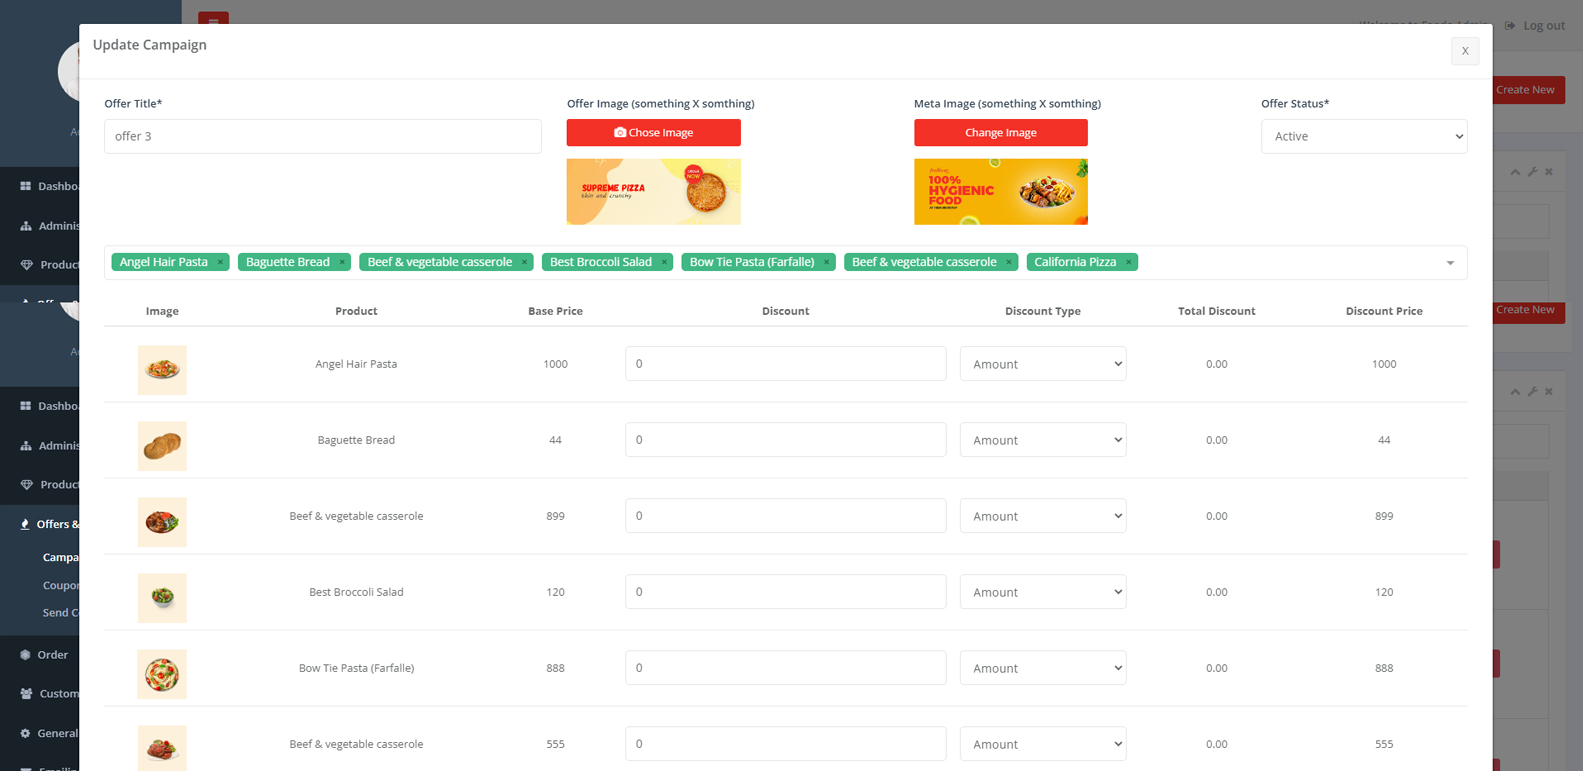 Log out
Update Campaign
X
Create New
Offer Title*
Offer Image (something X somthing)
Meta Image (something X somthing)
Offer Status*
offer 3
Chose Image
Change Image
Active
SUPREME PIZZA
ORDER NOW
100%
HYGIENIC
FOOD
Dashboa
Adminis
Product
Angel Hair Pasta × Baguette Bread × Beef & vegetable casserole × Best Broccoli Salad × Bow Tie Pasta (Farfalle) × Beef & vegetable casserole × California Pizza ×
Create New
Image Product Base Price Discount Discount Type Total Discount Discount Price
Angel Hair Pasta 1000 0 Amount 0.00 1000
Dashboa
Baguette Bread 44 0 Amount 0.00 44
Adminis
Product
Beef & vegetable casserole 899 0 Amount 0.00 899
Offers &
Campa
Coupon
Best Broccoli Salad 120 0 Amount 0.00 120
Send C
Order
Bow Tie Pasta (Farfalle) 888 0 Amount 0.00 888
Custom
General
Beef & vegetable casserole 555 0 Amount 0.00 555